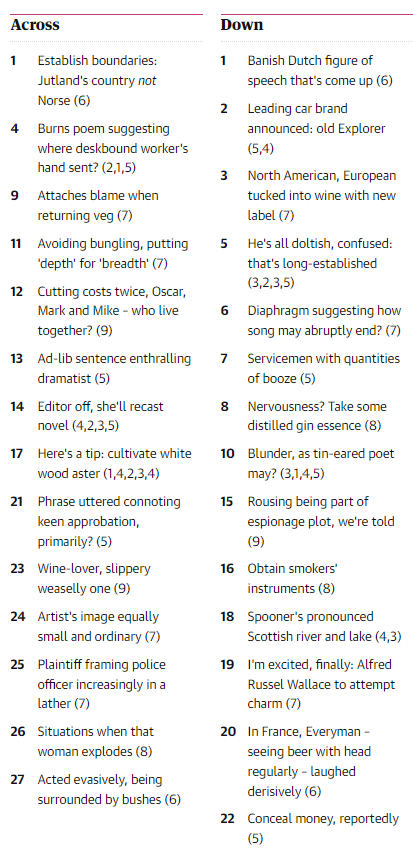 Across
1 Establish boundaries:
Jutland's country not
Norse (6)
4 Burns poem suggesting
where deskbound worker's
hand sent? (2,1,5)
9 Attaches blame when
returning veg (7)
11 Avoiding bungling, putting
'depth' for 'breadth' (7)
12 Cutting costs twice, Oscar,
Mark and Mike – who live
together? (9)
13 Ad-lib sentence enthralling
dramatist (5)
14 Editor off, she'll recast
novel (4,2,3,5)
17 Here's a tip: cultivate white
wood aster (1,4,2,3,4)
21 Phrase uttered connoting
keen approbation,
primarily? (5)
23 Wine-lover, slippery
weaselly one (9)
24 Artist's image equally
small and ordinary (7)
25 Plaintiff framing police
officer increasingly in a
lather (7)
26 Situations when that
woman explodes (8)
27 Acted evasively, being
surrounded by bushes (6)
Down
1 Banish Dutch figure of
speech that's come up (6)
2 Leading car brand
announced: old Explorer
(5,4)
3 North American, European
tucked into wine with new
label (7)
5 He's all doltish, confused:
that's long-established
(3,2,3,5)
6 Diaphragm suggesting how
song may abruptly end? (7)
7 Servicemen with quantities
of booze (5)
8 Nervousness? Take some
distilled gin essence (8)
10 Blunder, as tin-eared poet
may? (3,1,4,5)
15 Rousing being part of
espionage plot, we're told
(9)
16 Obtain smokers'
instruments (8)
18 Spooner's pronounced
Scottish river and lake (4,3)
19 I'm excited, finally: Alfred
Russel Wallace to attempt
charm (7)
20 In France, Everyman –
seeing beer with head
regularly – laughed
derisively (6)
22 Conceal money, reportedly
(5)